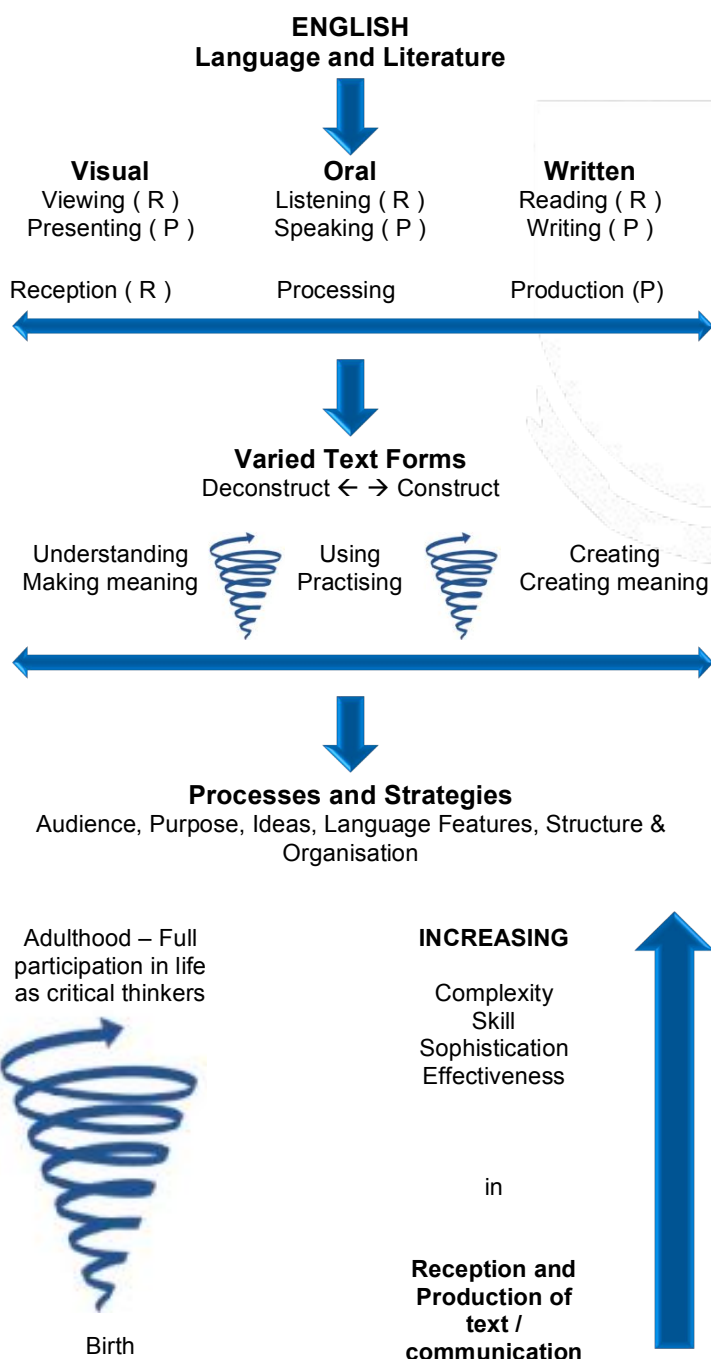 ENGLISH
Language and Literature
Visual
Viewing ( R )
Presenting ( P )
Oral
Listening ( R )
Speaking ( P )
Written
Reading ( R )
Writing ( P )
Reception ( R )
Processing
Production (P)
Varied Text Forms
Deconstruct ← → Construct
Understanding
Making meaning
Using
Practising
Creating
Creating meaning
Processes and Strategies
Audience, Purpose, Ideas, Language Features, Structure &
Organisation
Adulthood – Full
participation in life
as critical thinkers
Birth
INCREASING
Complexity
Skill
Sophistication
Effectiveness
in
Reception and
Production of
text /
communication